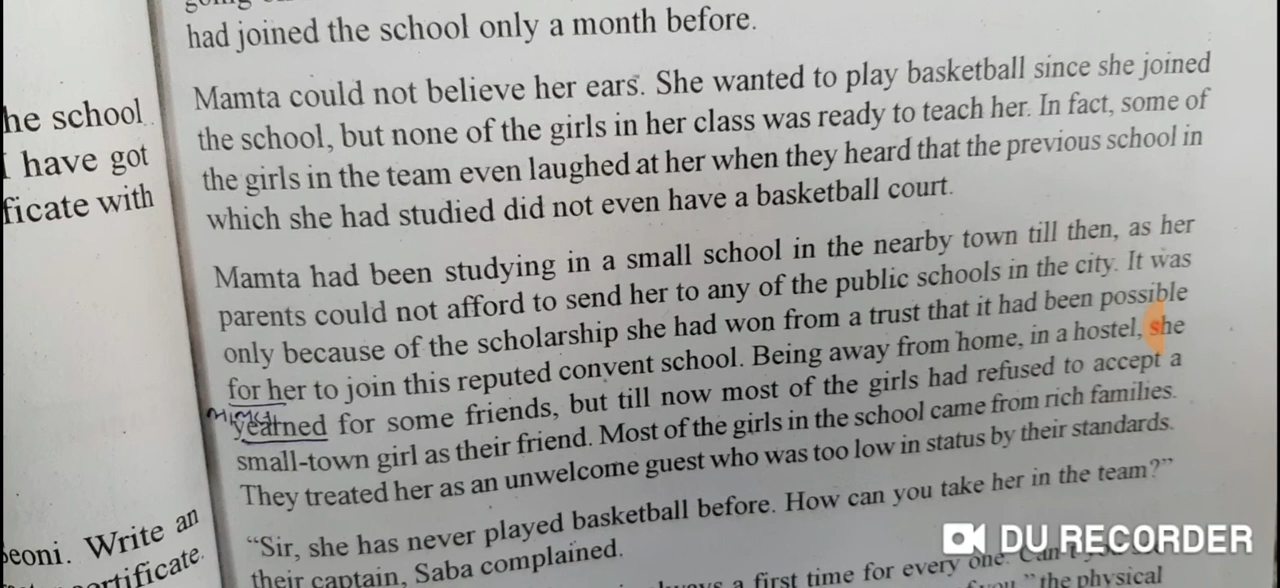 had joined the school only a month before.
Mamta could not believe her ears. She wanted to play basketball since she joined
the school, but none of the girls in her class was ready to teach her. In fact, some of
the girls in the team even laughed at her when they heard that the previous school in
which she had studied did not even have a basketball court.
Mamta had been studying in a small school in the nearby town till then, as her
parents could not afford to send her to any of the public schools in the city. It was
only because of the scholarship she had won from a trust that it had been possible
for her to join this reputed convent school. Being away from home, in a hostel, she
yearned for some friends, but till now most of the girls had refused to accept a
small-town girl as their friend. Most of the girls in the school came from rich families.
They treated her as an unwelcome guest who was too low in status by their standards.
"Sir, she has never played basketball before. How can you take her in the team?"
their captain, Saba complained.
a first time for every one.
the physical
he school
I have got
ficate with
eoni. Write an
DU RECORDER